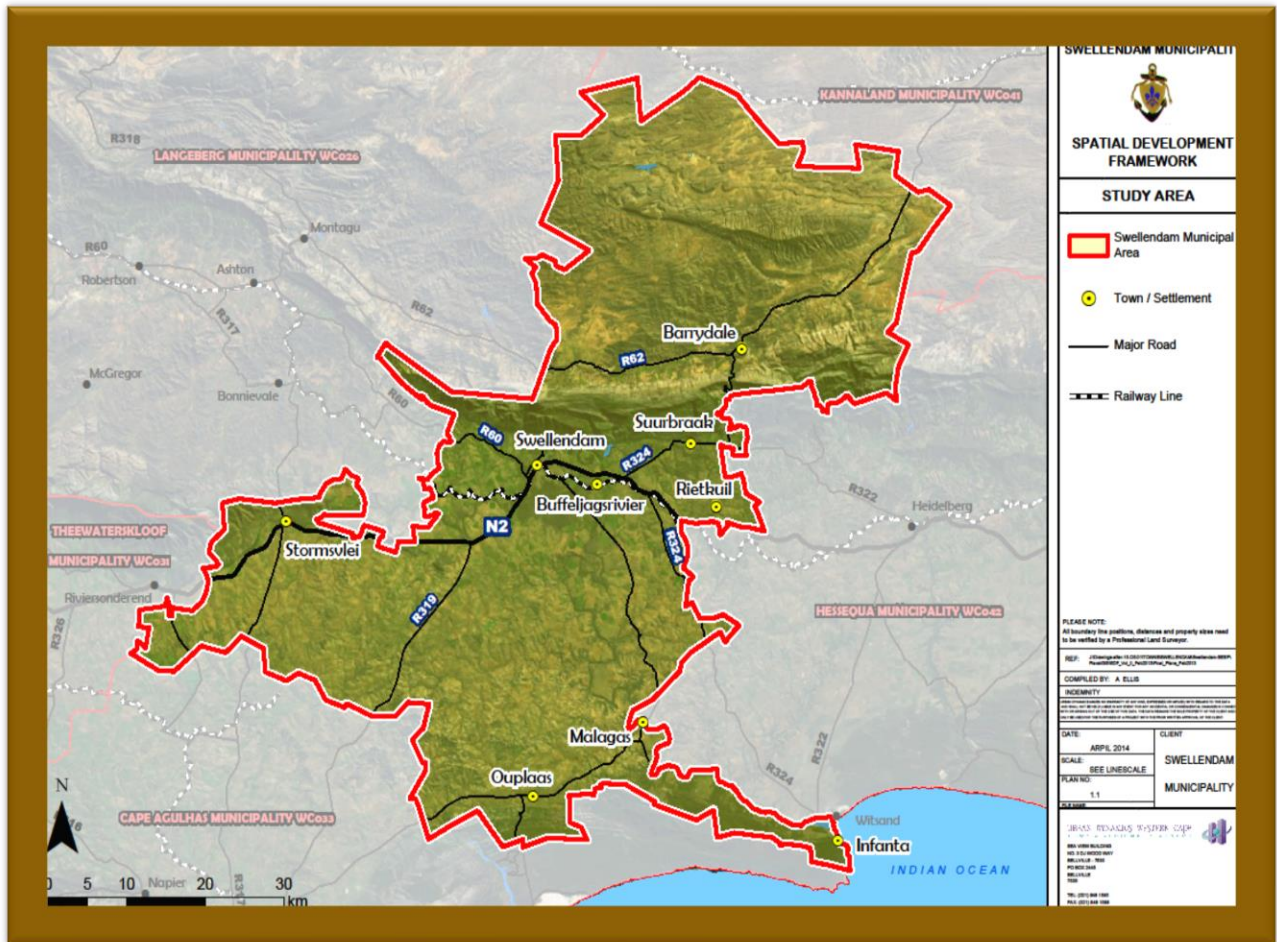 KANNALAND MUNICIPALITY WC041
R318
LANGEBERG MUNICIPALILTY WC026
Montagu
R60
Robertson
Ashton
R62
R317
Barrydale
R62
McGregor
Bonnievale
R60
Suurbraak
R60
Swellendam
R324
Rietkuil
R322
Buffeljagsrivier
Heidelberg
N2
THEEWATERSKLOOF
MUNICIPALITY WC031
Stormsvlei
R324
Riviersonderend
R319
HESSEQUA MUNICIPALITY WC042
R326
Malagas
R322
Ouplaas
R324
N
CAPE AGULHAS MUNICIPALITY WC033
Witsand
Infanta
INDIAN OCEAN
Napier
0 5 10 20 30
km
SWELLENDAM MUNICIPALIT
SPATIAL DEVELOPMENT
FRAMEWORK
STUDY AREA
Swellendam Municipal
Area
Town / Settlement
Major Road
Railway Line
PLEASE NOTE:
All boundary line positions, distances and property sizes need
to be verified by a Professional Land Surveyor.
REF:
COMPILED BY: A ELLIS
INDEMNITY
DATE:
ARPIL 2014
SCALE:
SEE LINESCALE
PLAN NO:
1.1
CLIENT
SWELLENDAM
MUNICIPALITY
BELLVILLE